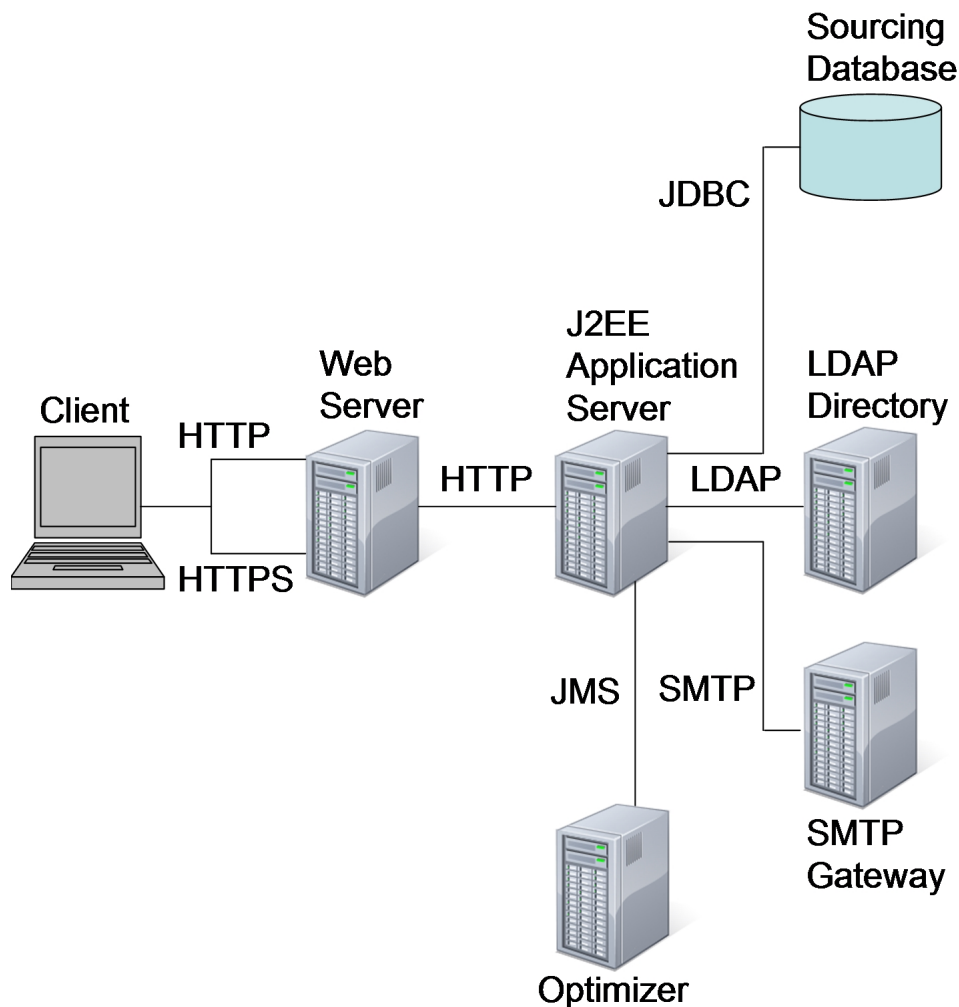 Sourcing
Database
JDBC
J2EE
Application
Server
Web
Server
LDAP
Directory
Client
HTTP
HTTPS
HTTP
LDAP
JMS
SMTP
SMTP
Gateway
Optimizer